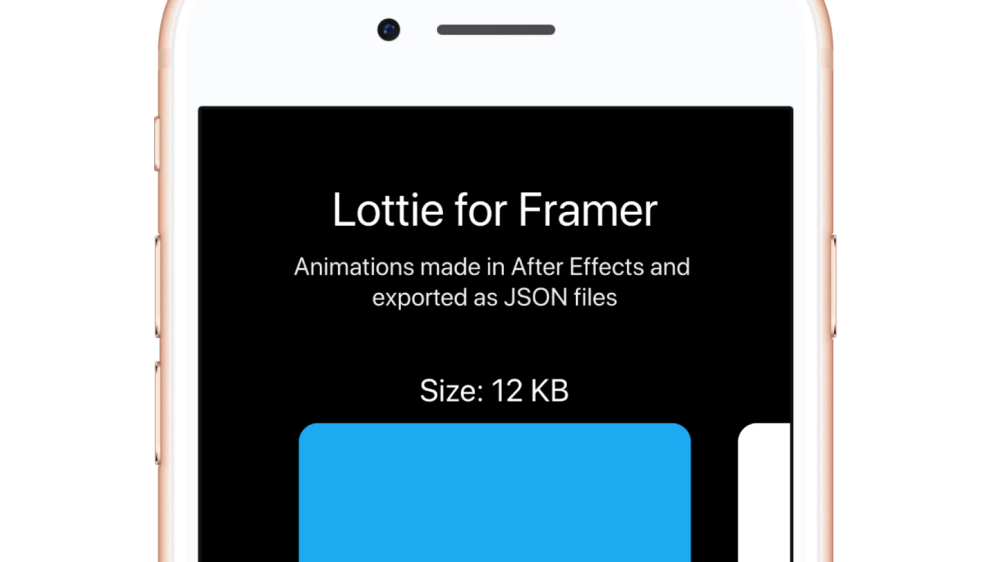 Lottie for Framer
Animations made in After Effects and
exported as JSON files
Size: 12 KB